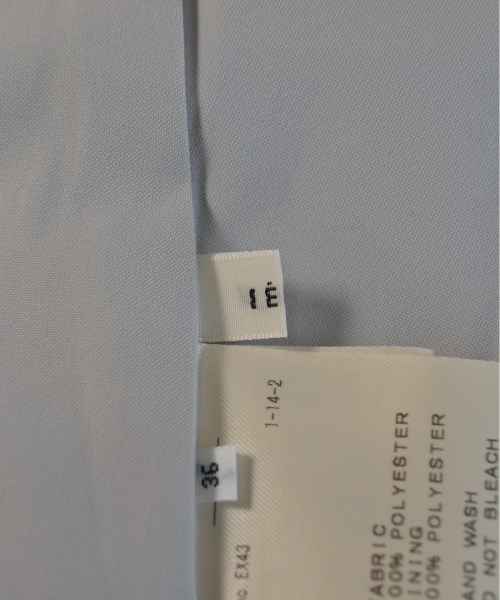 m.
1-14-2
36
EX43
ABRIC
00% POLYESTER
INING
00% POLYESTER
AND WASH
O NOT BLEACH